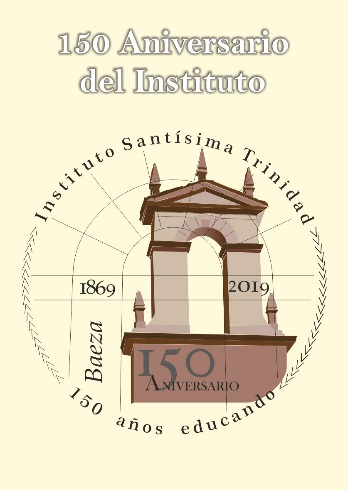 150 Aniversario
del Instituto
Instituto Santísima Trinidad
1869
2019
Baeza
150
ANIVERSARIO
150 años educando